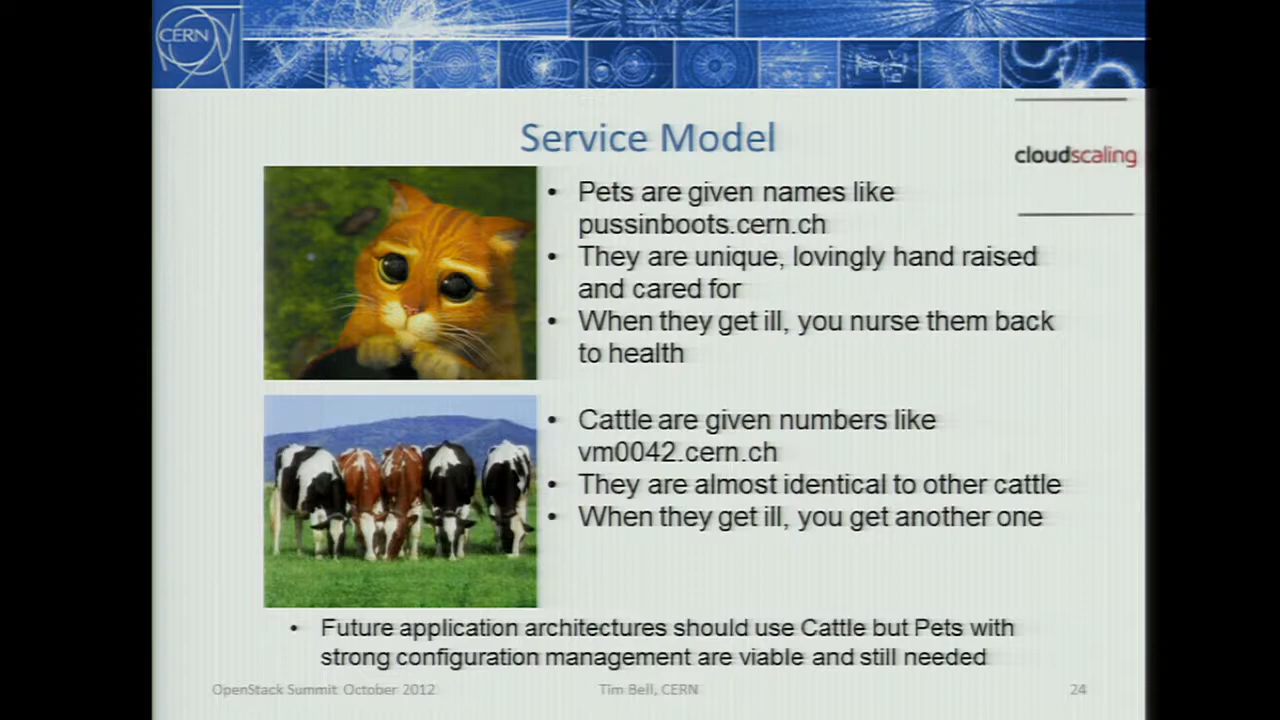 CERN
Service Model
cloudscaling
• Pets are given names like
pussinboots.cern.ch
• They are unique, lovingly hand raised
and cared for
• When they get ill, you nurse them back
to health
• Cattle are given numbers like
vm0042.cern.ch
• They are almost identical to other cattle
• When they get ill, you get another one
• Future application architectures should use Cattle but Pets with
strong configuration management are viable and still needed
OpenStack Summit October 2012
Tim Bell, CERN
24